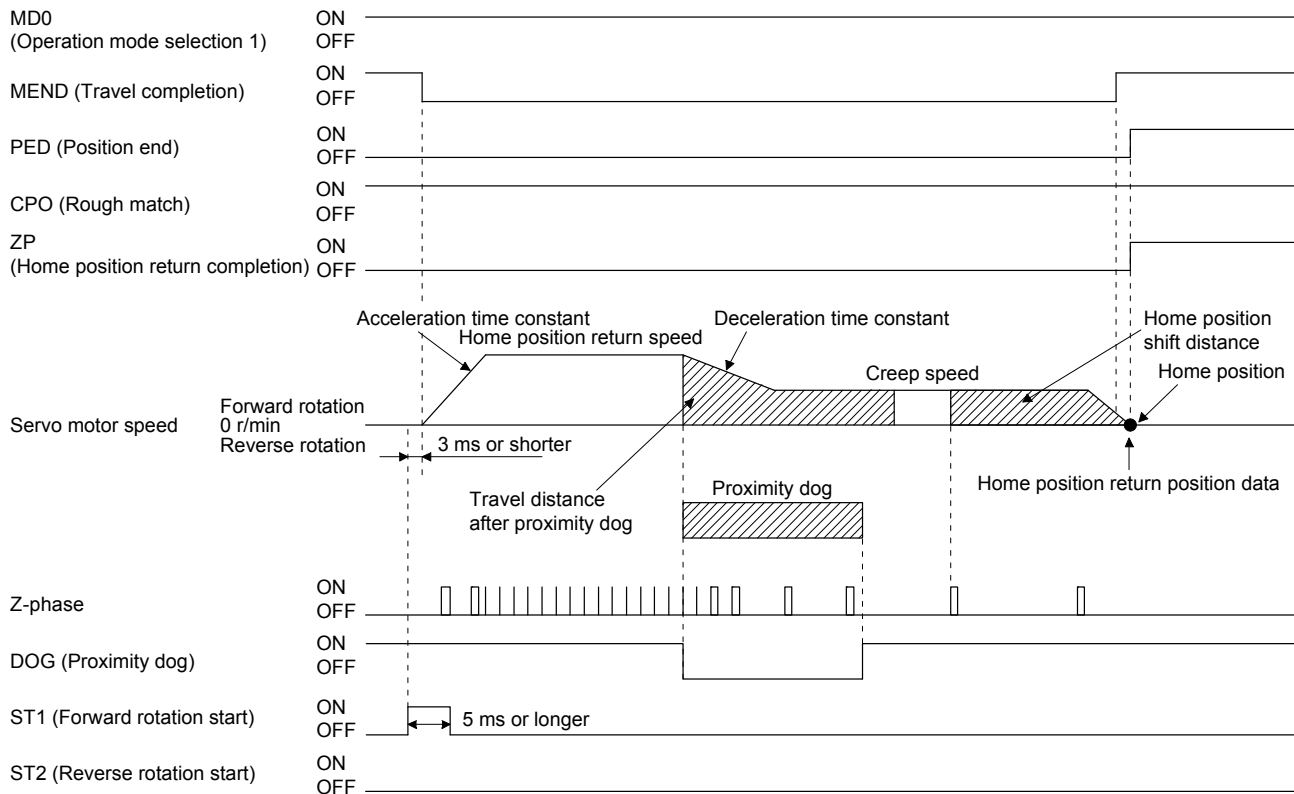 MD0
(Operation mode selection 1)
ON
OFF
MEND (Travel completion)
ON
OFF
PED (Position end)
ON
OFF
CPO (Rough match)
ON
OFF
ZP
(Home position return completion)
ON
OFF
Acceleration time constant
Home position return speed
Deceleration time constant
Creep speed
Home position
shift distance
Home position
Servo motor speed
Forward rotation
0 r/min
Reverse rotation
3 ms or shorter
Travel distance
after proximity dog
Proximity dog
Home position return position data
Z-phase
ON
OFF
DOG (Proximity dog)
ON
OFF
ST1 (Forward rotation start)
ON
OFF
5 ms or longer
ST2 (Reverse rotation start)
ON
OFF